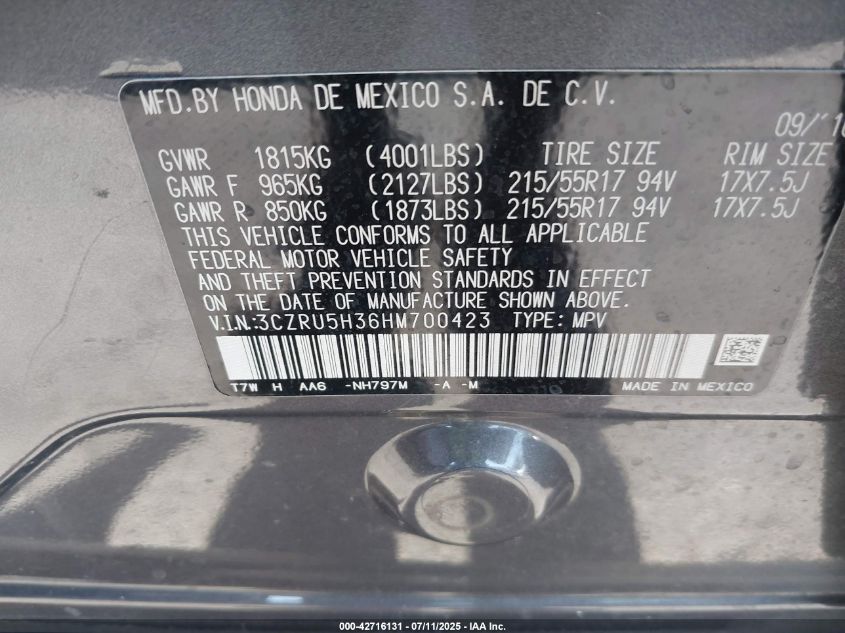 MFD.BY HONDA DE MEXICO S.A. DE C.V.
09/16
GVWR 1815KG (4001LBS) TIRE SIZE RIM SIZE
GAWR F 965KG (2127LBS) 215/55R17 94V 17X7.5J
GAWR R 850KG (1873LBS) 215/55R17 94V 17X7.5J
THIS VEHICLE CONFORMS TO ALL APPLICABLE
FEDERAL MOTOR VEHICLE SAFETY
AND THEFT PREVENTION STANDARDS IN EFFECT
ON THE DATE OF MANUFACTURE SHOWN ABOVE.
V.I.N.:3CZRU5H36HM700423 TYPE: MPV
T7W H AA6 -NH797M -A -M MADE IN MEXICO
000-42716131 - 07/11/2025 - IAA Inc.